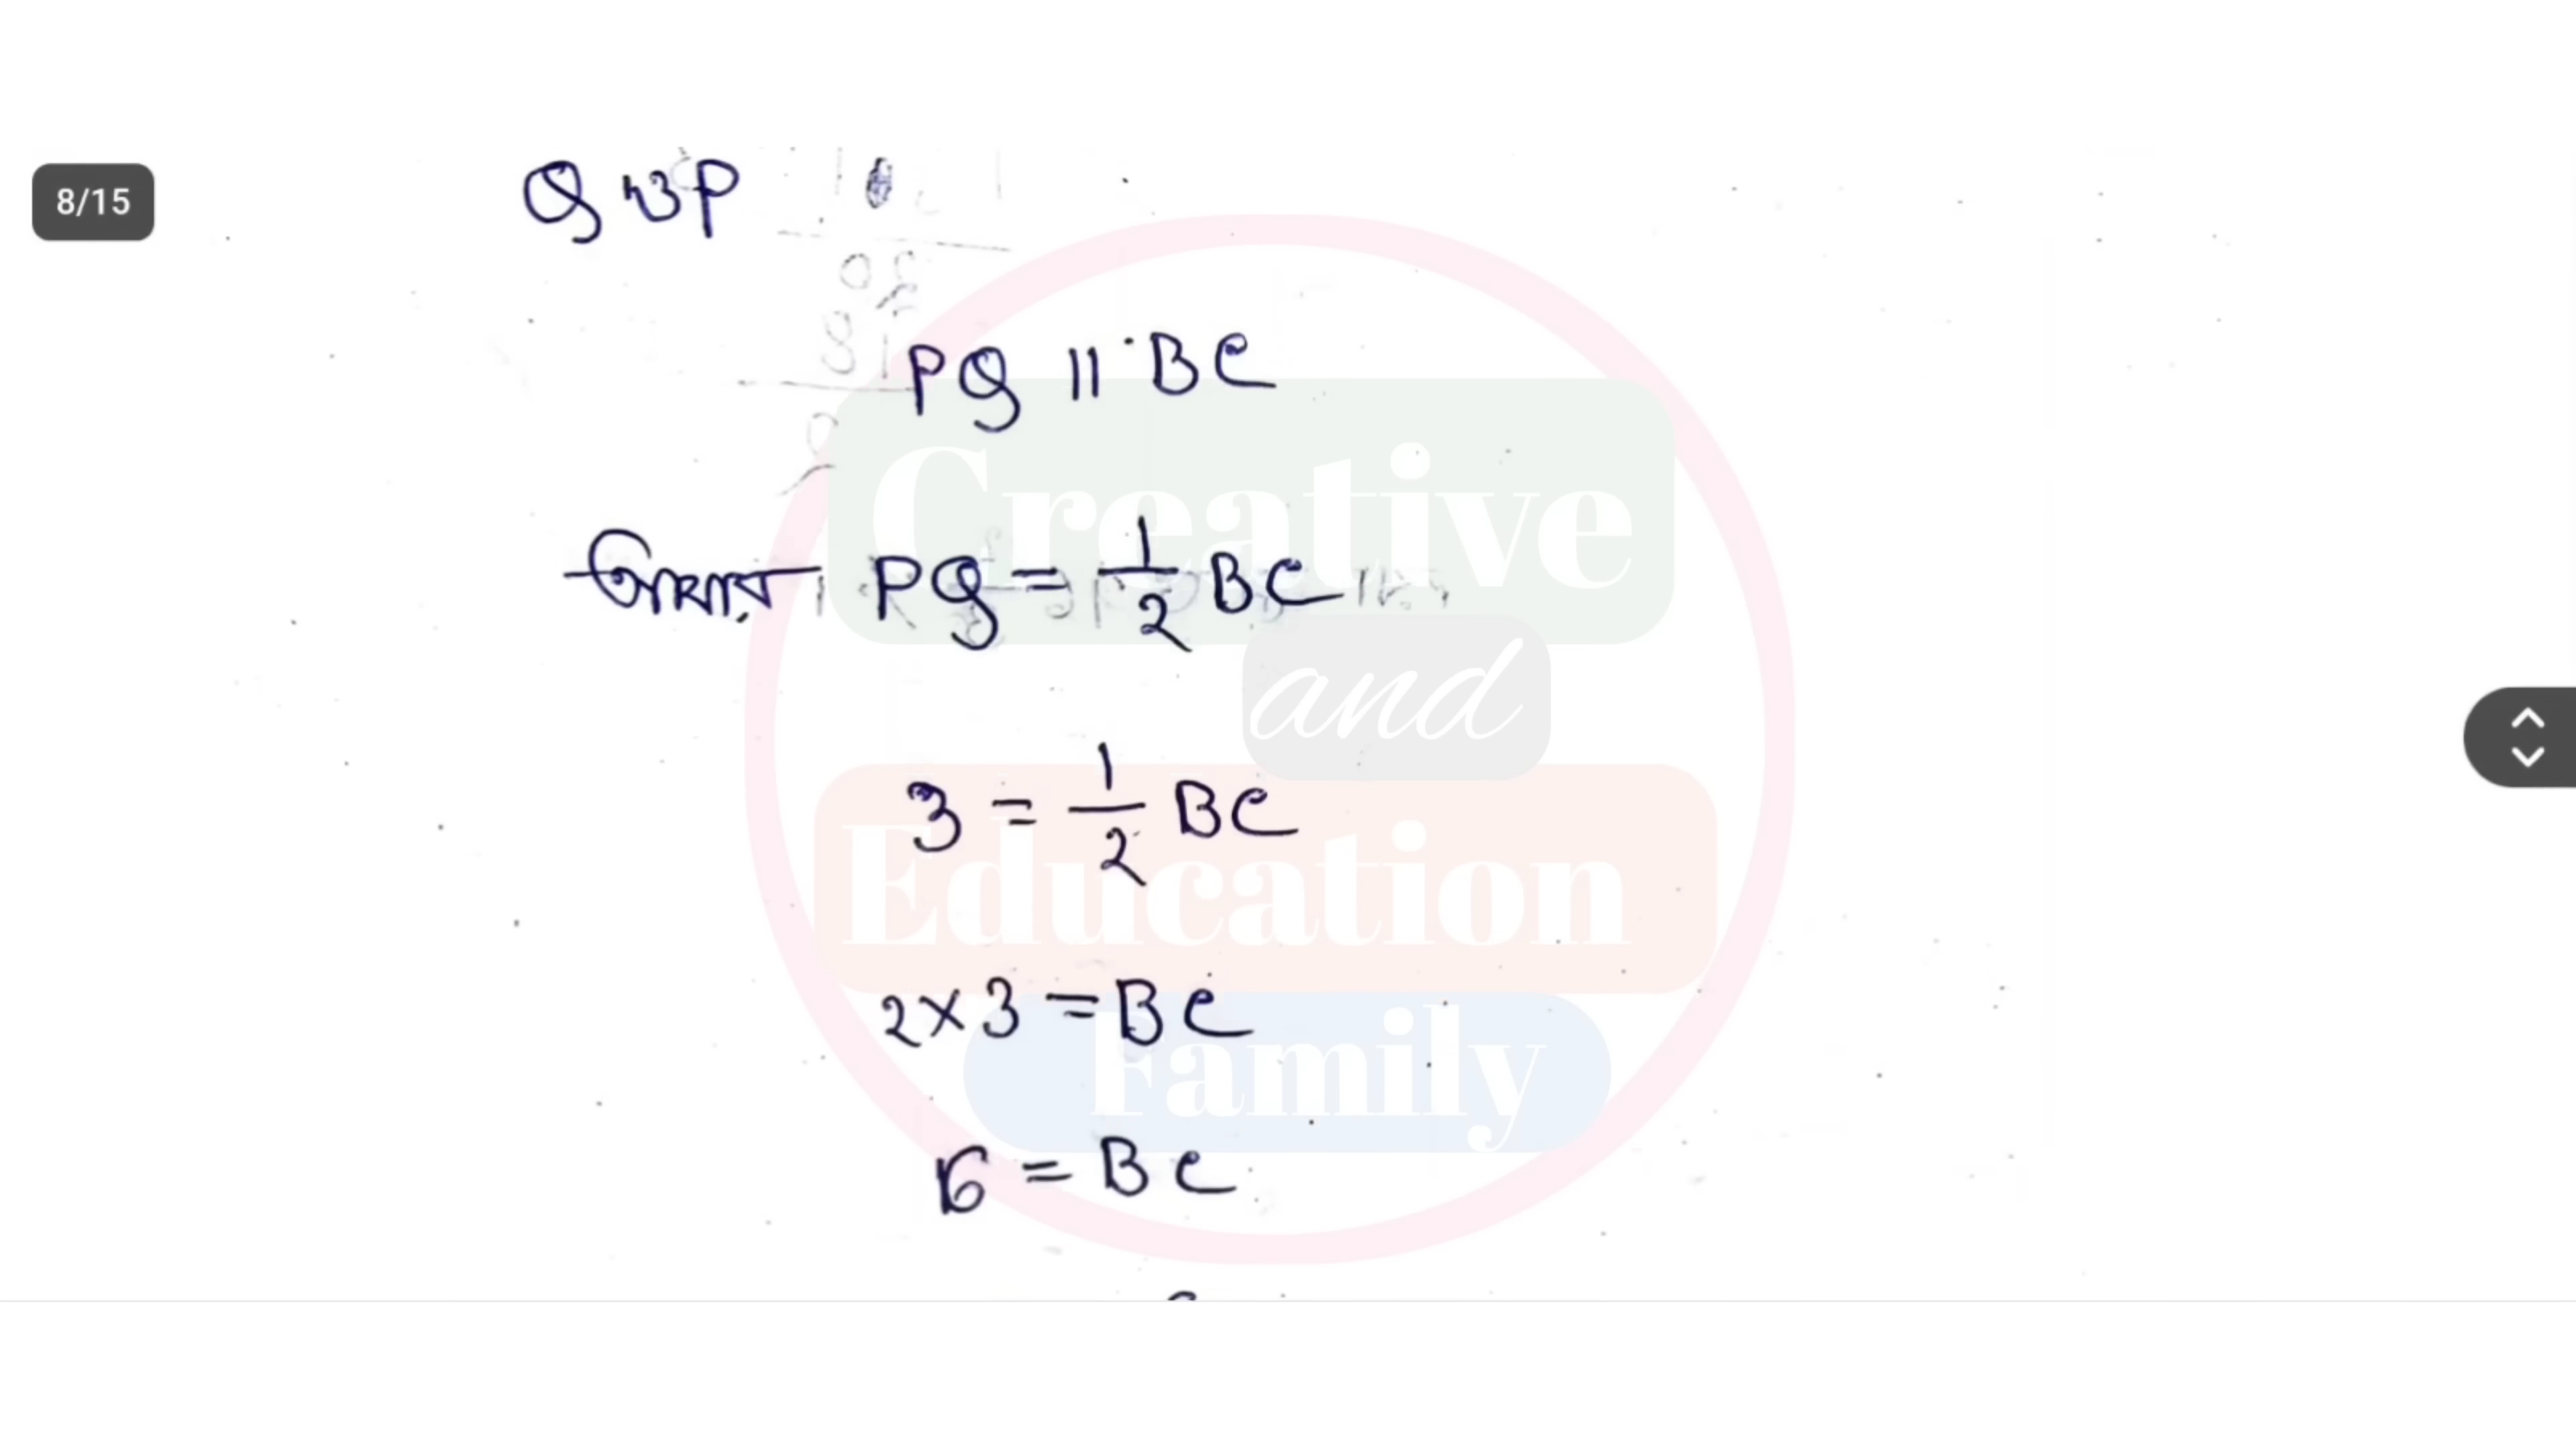 8/15
Q ও P
PQ || BC
আবার, PQ = 1/2 BC
3 = 1/2 BC
2 × 3 = BC
6 = BC
Creative
and
Education
Family